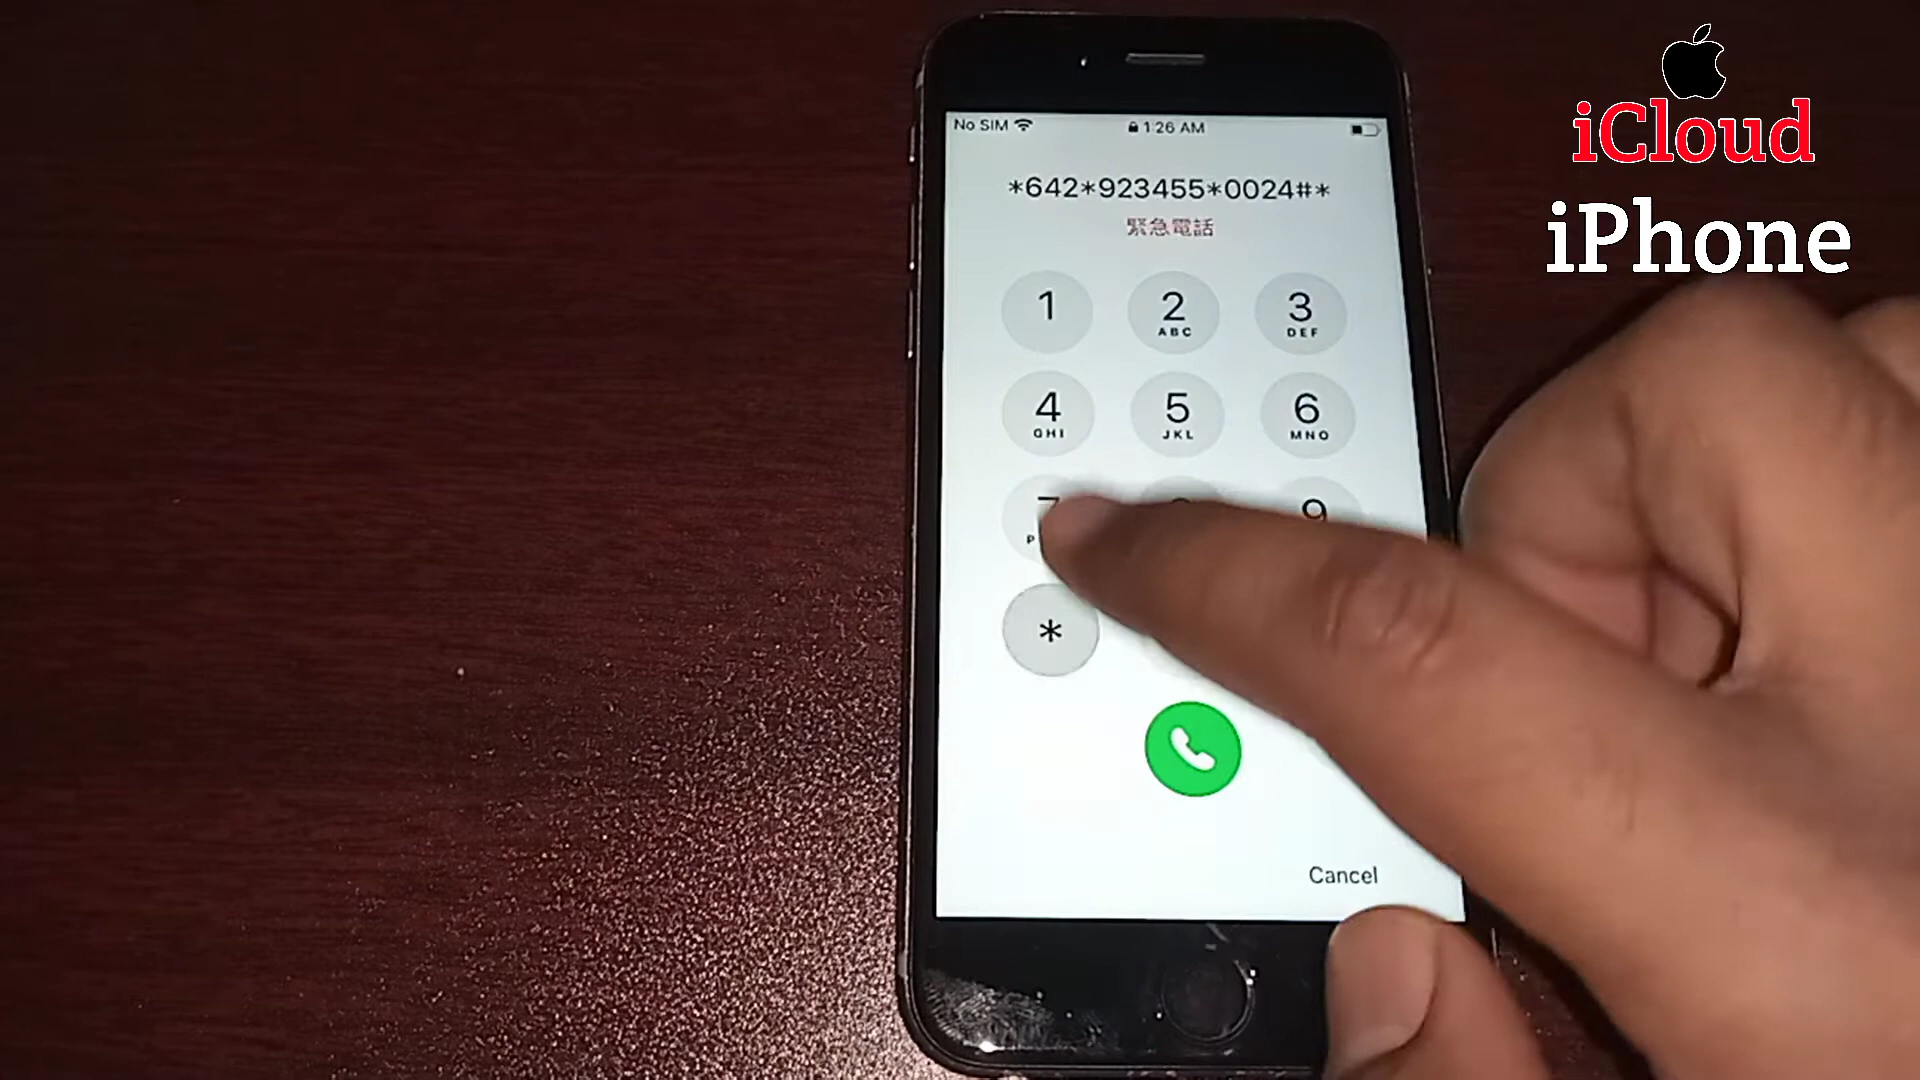 No SIM 1:26 AM
*642*923455*0024#*
緊急電話
1 2 3
ABC DEF
4 5 6
GHI JKL MNO
7 9
P
*
Cancel
iCloud
iPhone